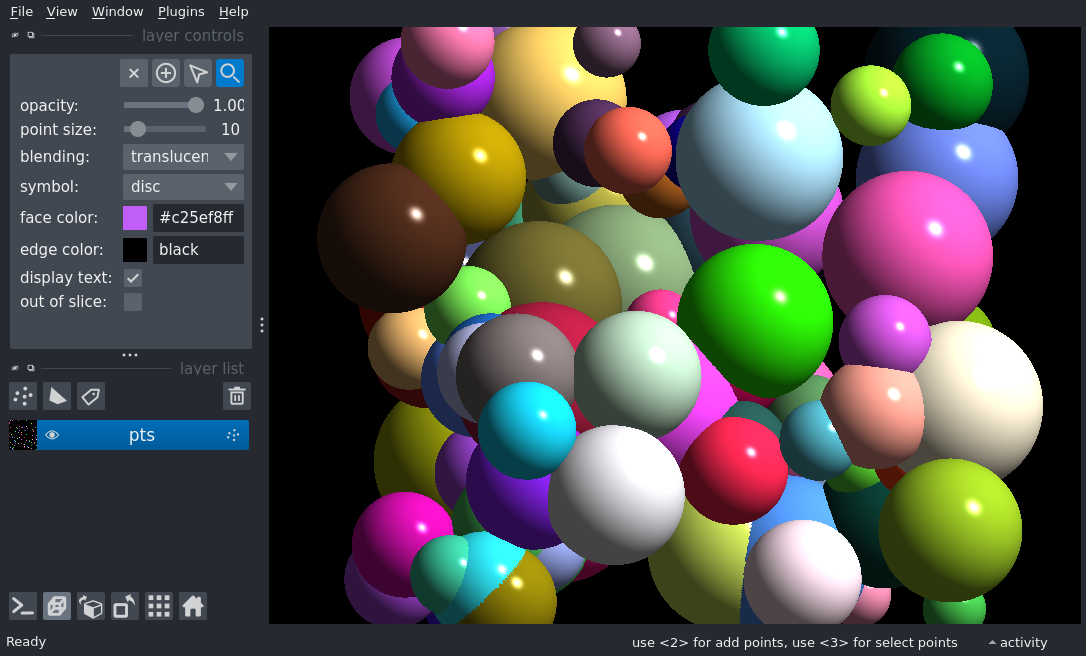 File View Window Plugins Help
layer controls
opacity: 1.00
point size: 10
blending: translucen
symbol: disc
face color: #c25ef8ff
edge color: black
display text:
out of slice:
layer list
pts
Ready
use <2> for add points, use <3> for select points
activity